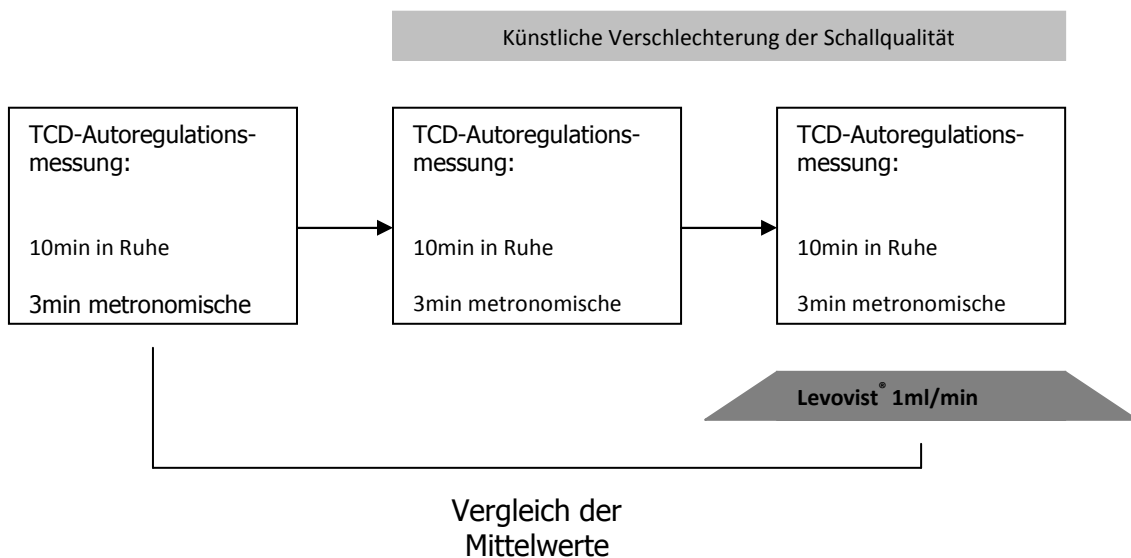 Künstliche Verschlechterung der Schallqualität
TCD-Autoregulations-
messung:
10min in Ruhe
3min metronomische
TCD-Autoregulations-
messung:
10min in Ruhe
3min metronomische
TCD-Autoregulations-
messung:
10min in Ruhe
3min metronomische
Levovist® 1ml/min
Vergleich der
Mittelwerte